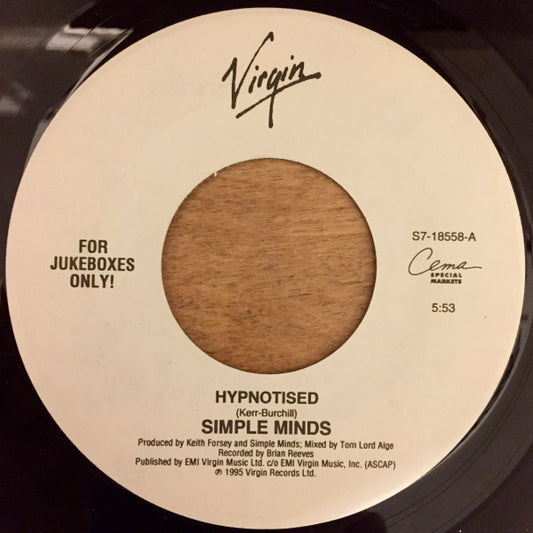 Virgin
FOR
JUKEBOXES
ONLY!
S7-18558-A
Cema
SPECIAL
MARKETS
5:53
HYPNOTISED
(Kerr-Burchill)
SIMPLE MINDS
Produced by Keith Forsey and Simple Minds; Mixed by Tom Lord Alge
Recorded by Brian Reeves
Published by EMI Virgin Music Ltd. c/o EMI Virgin Music, Inc. (ASCAP)
℗ 1995 Virgin Records Ltd.